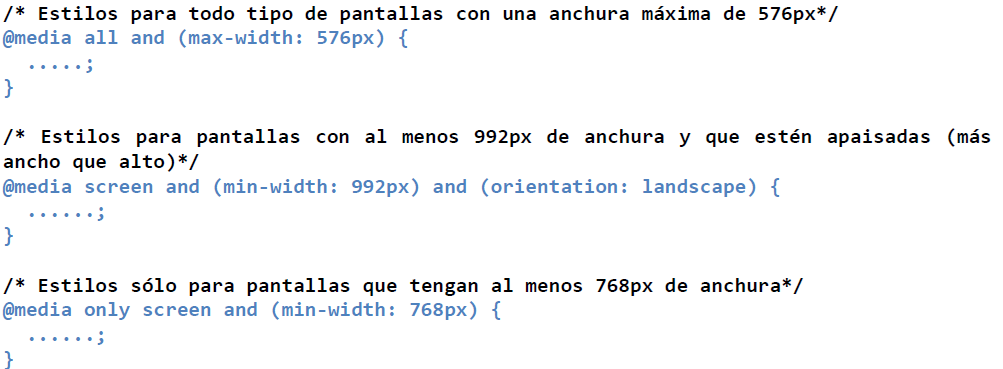 /* Estilos para todo tipo de pantallas con una anchura máxima de 576px*/
@media all and (max-width: 576px) {
  .....;
}

/* Estilos para pantallas con al menos 992px de anchura y que estén apaisadas (más
ancho que alto)*/
@media screen and (min-width: 992px) and (orientation: landscape) {
  ......;
}

/* Estilos sólo para pantallas que tengan al menos 768px de anchura*/
@media only screen and (min-width: 768px) {
  ......;
}